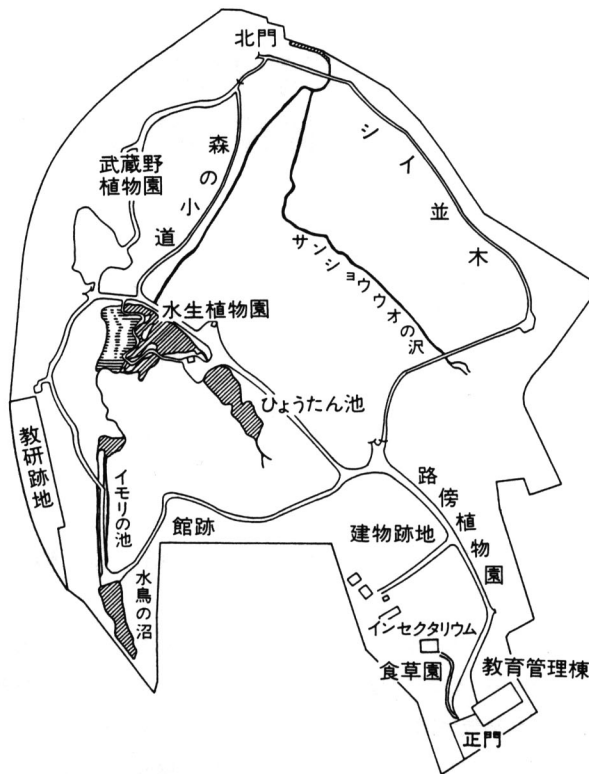 北門
シイ並木
森の小道
武蔵野
植物園
サンショウウオの沢
水生植物園
ひょうたん池
教研跡地
イモリの池
路傍植物園
館跡
建物跡地
水鳥の沼
インセクタリウム
食草園
教育管理棟
正門